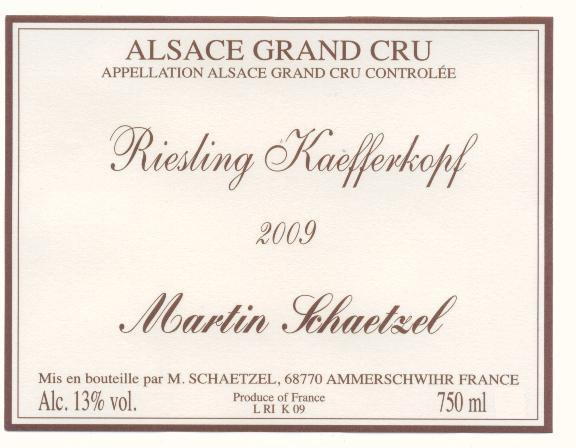 ALSACE GRAND CRU
APPELLATION ALSACE GRAND CRU CONTROLÉE
Riesling Kaefferkopf
2009
Martin Schaetzel
Mis en bouteille par M. SCHAETZEL, 68770 AMMERSCHWIHR FRANCE
Alc. 13% vol.
Produce of France
L RI K 09
750 ml